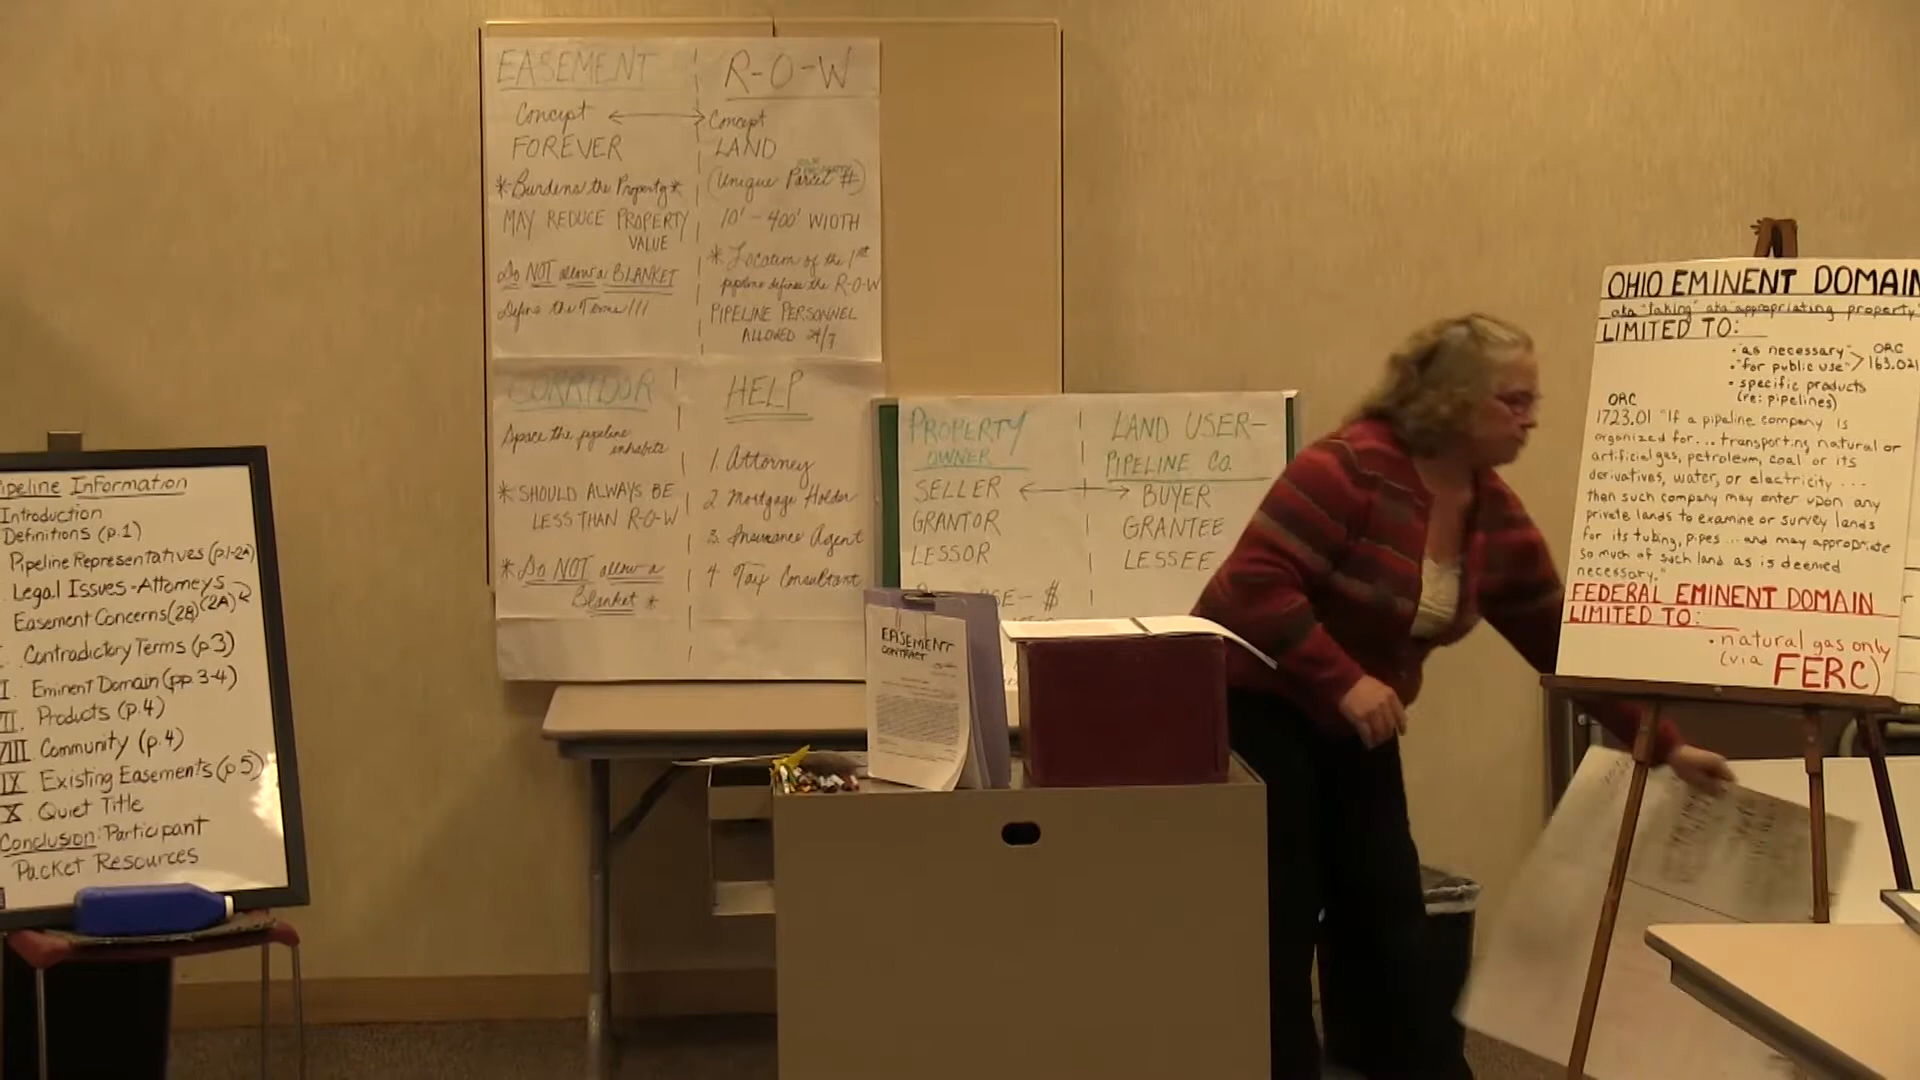 Pipeline Information
Introduction
Definitions (p.1)
Pipeline Representatives (p.1-2A)
Legal Issues-Attorneys
Easement Concerns (2B) (2A)
Contradictory Terms (p3)
I. Eminent Domain (pp.3-4)
II. Products (p.4)
VIII Community (p.4)
IX Existing Easements (p5)
X. Quiet Title
Conclusion: Participant
Packet Resources
EASEMENT
Concept
FOREVER
*Burdens the Property*
MAY REDUCE PROPERTY
VALUE
Do NOT allow a BLANKET
Define the Terms!!!
R-O-W
Concept
LAND
(Unique Parcel #)
10' - 400' WIDTH
* Location of the 1st
pipeline defines the R-O-W
PIPELINE PERSONNEL
ALLOWED 24/7
CORRIDOR
Space the pipeline
inhabits
* SHOULD ALWAYS BE
LESS THAN R-O-W
* Do NOT allow a
Blanket *
HELP
1. Attorney
2 Mortgage Holder
3. Insurance Agent
4. Tax Consultant
PROPERTY
OWNER
SELLER
GRANTOR
LESSOR
LAND USER-
PIPELINE CO.
BUYER
GRANTEE
LESSEE
$
EASEMENT
CONTRACT
OHIO EMINENT DOMAIN
aka "taking" aka "appropriating property"
LIMITED TO:
• "as necessary"
• "for public use"
ORC
163.021
• specific products
(re: pipelines)
ORC
1723.01 "If a pipeline company is
organized for... transporting natural or
artificial gas, petroleum, coal or its
derivatives, water, or electricity ...
then such company may enter upon any
private lands to examine or survey lands
for its tubing, pipes ... and may appropriate
so much of such land as is deemed
necessary."
FEDERAL EMINENT DOMAIN
LIMITED TO:
• natural gas only
(via FERC)